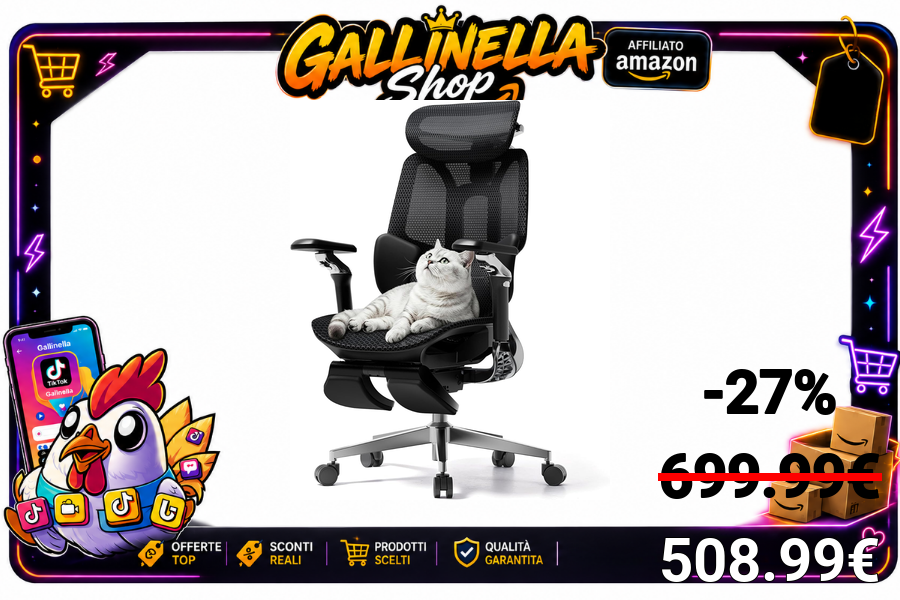 GALLINELLA
Shop
AFFILIATO
amazon
Gallinella
TikTok
Gallinella
-27%
699.99€
508.99€
OFFERTE
TOP
SCONTI
REALI
PRODOTTI
SCELTI
QUALITÀ
GARANTITA